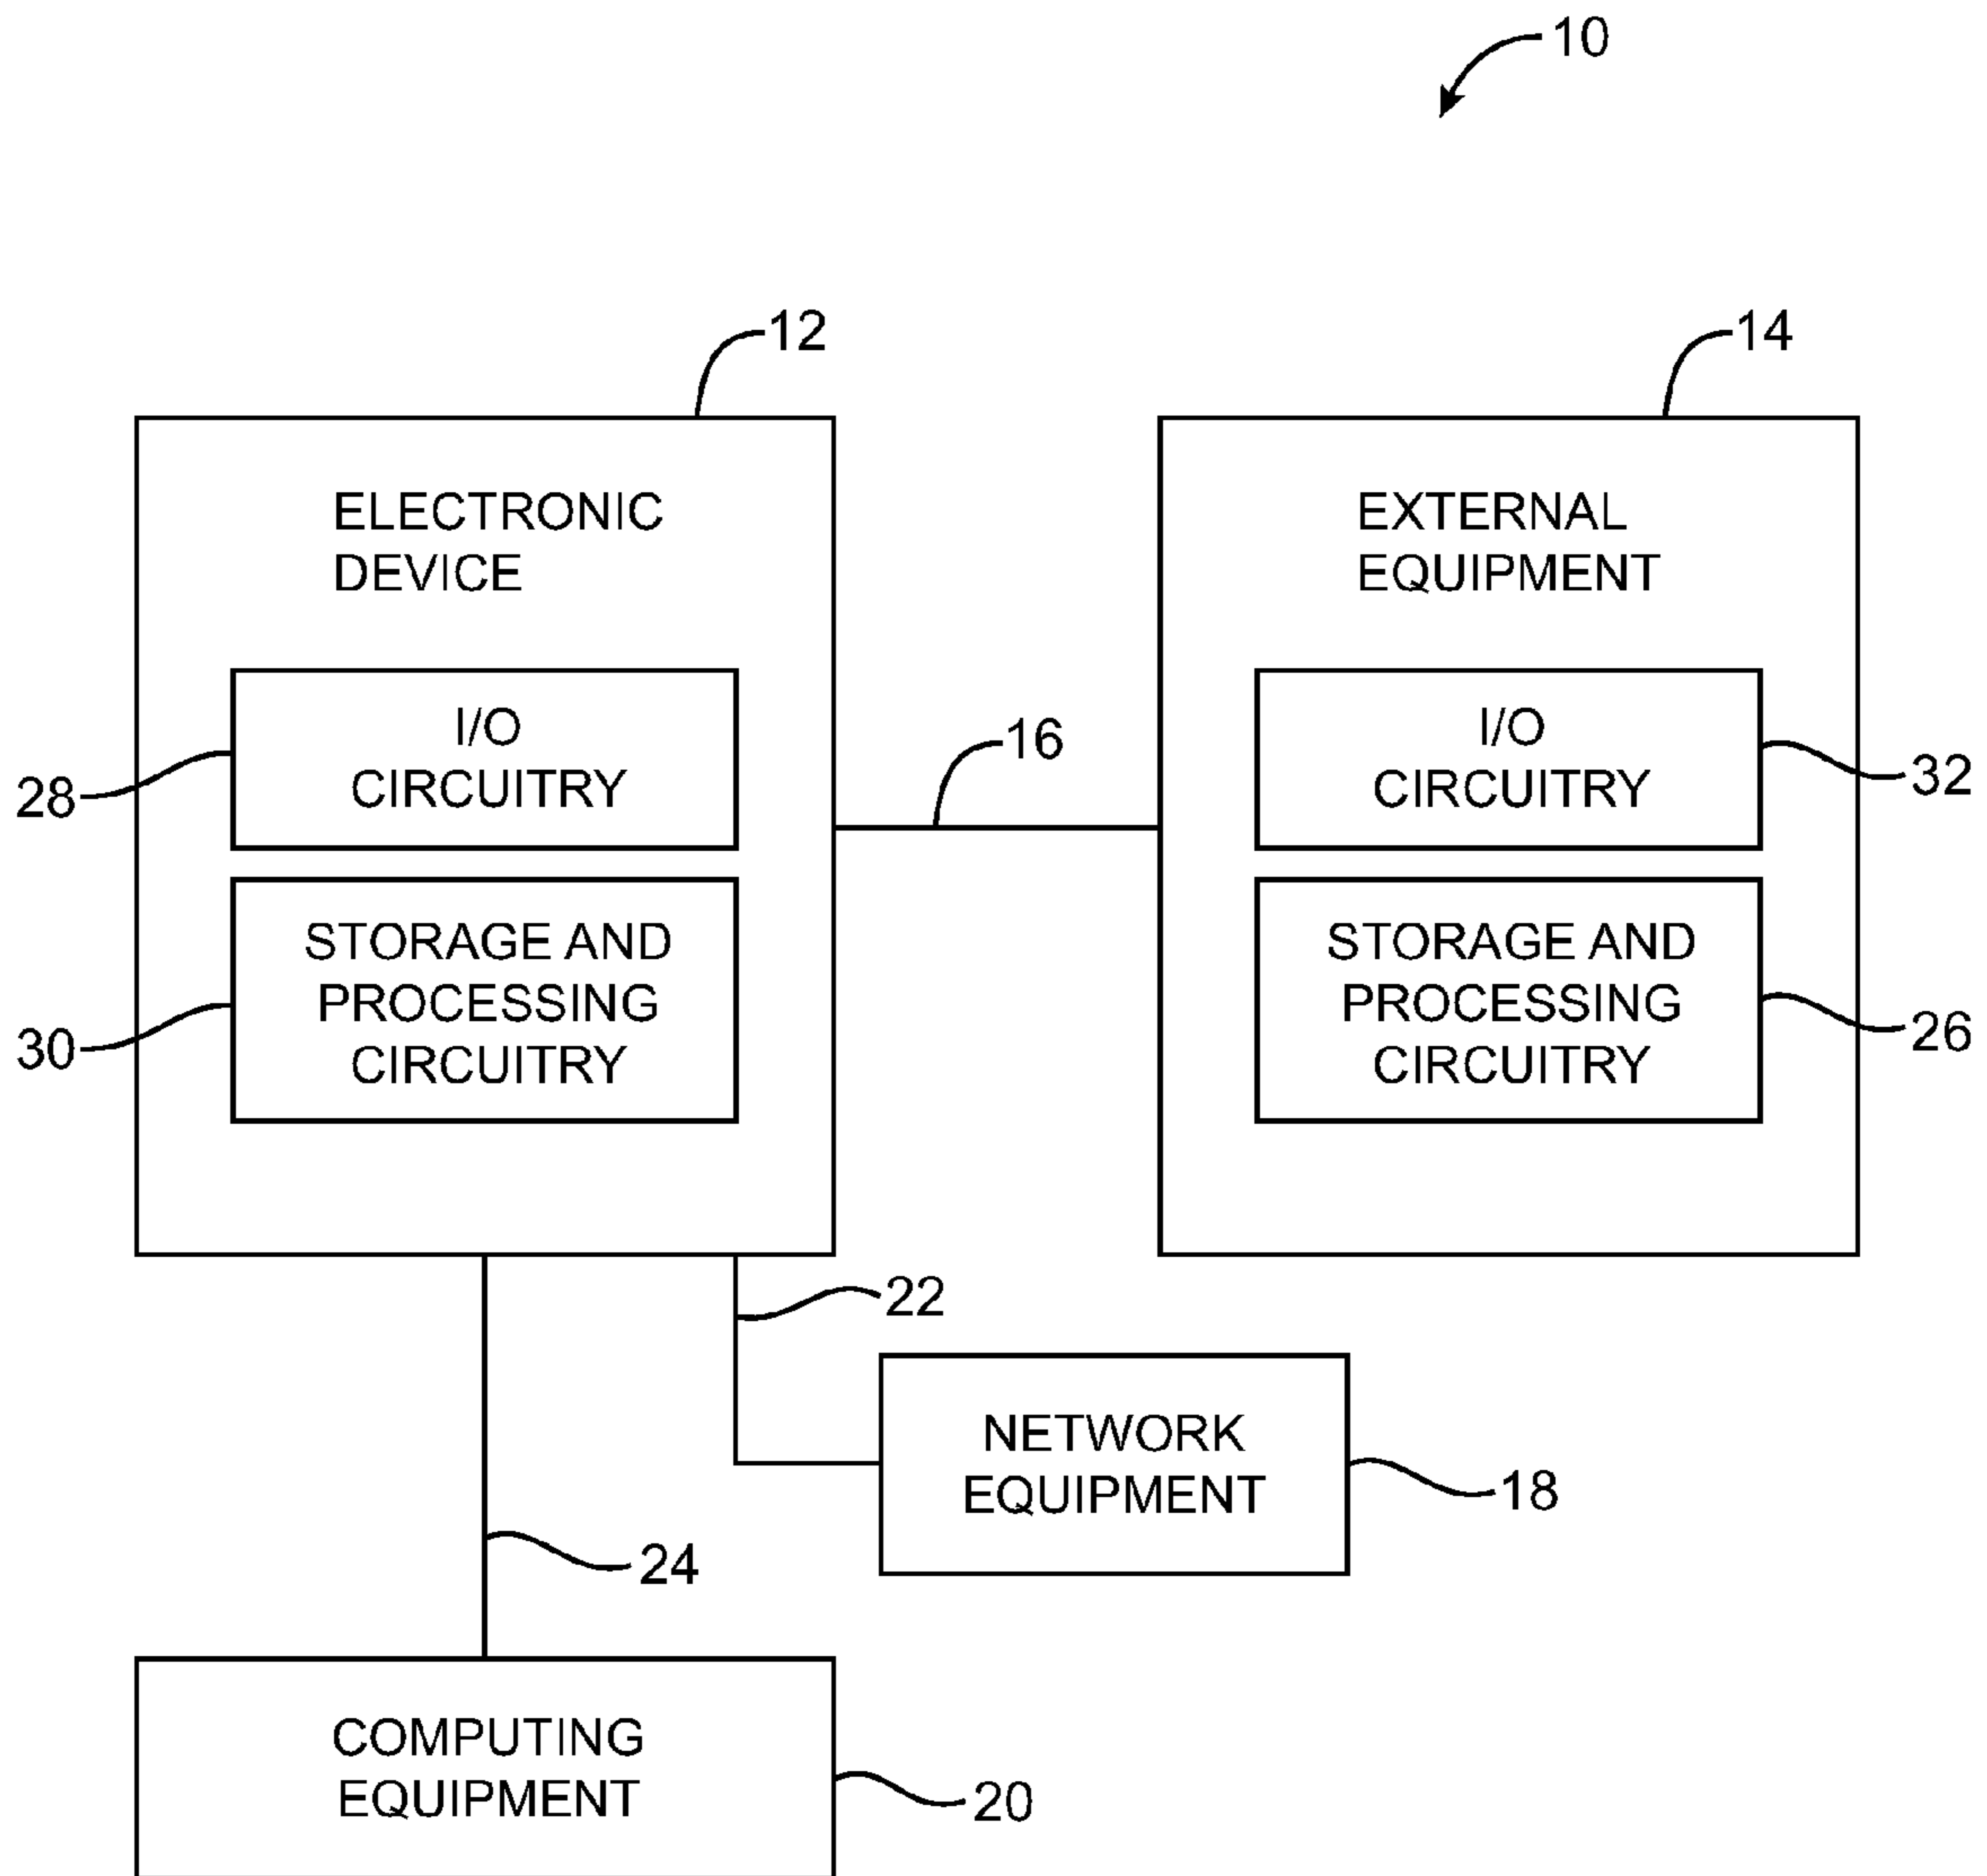 10
12
14
ELECTRONIC
DEVICE
EXTERNAL
EQUIPMENT
I/O
CIRCUITRY
28
16
I/O
CIRCUITRY
32
STORAGE AND
PROCESSING
CIRCUITRY
30
STORAGE AND
PROCESSING
CIRCUITRY
26
22
NETWORK
EQUIPMENT
18
24
COMPUTING
EQUIPMENT
20